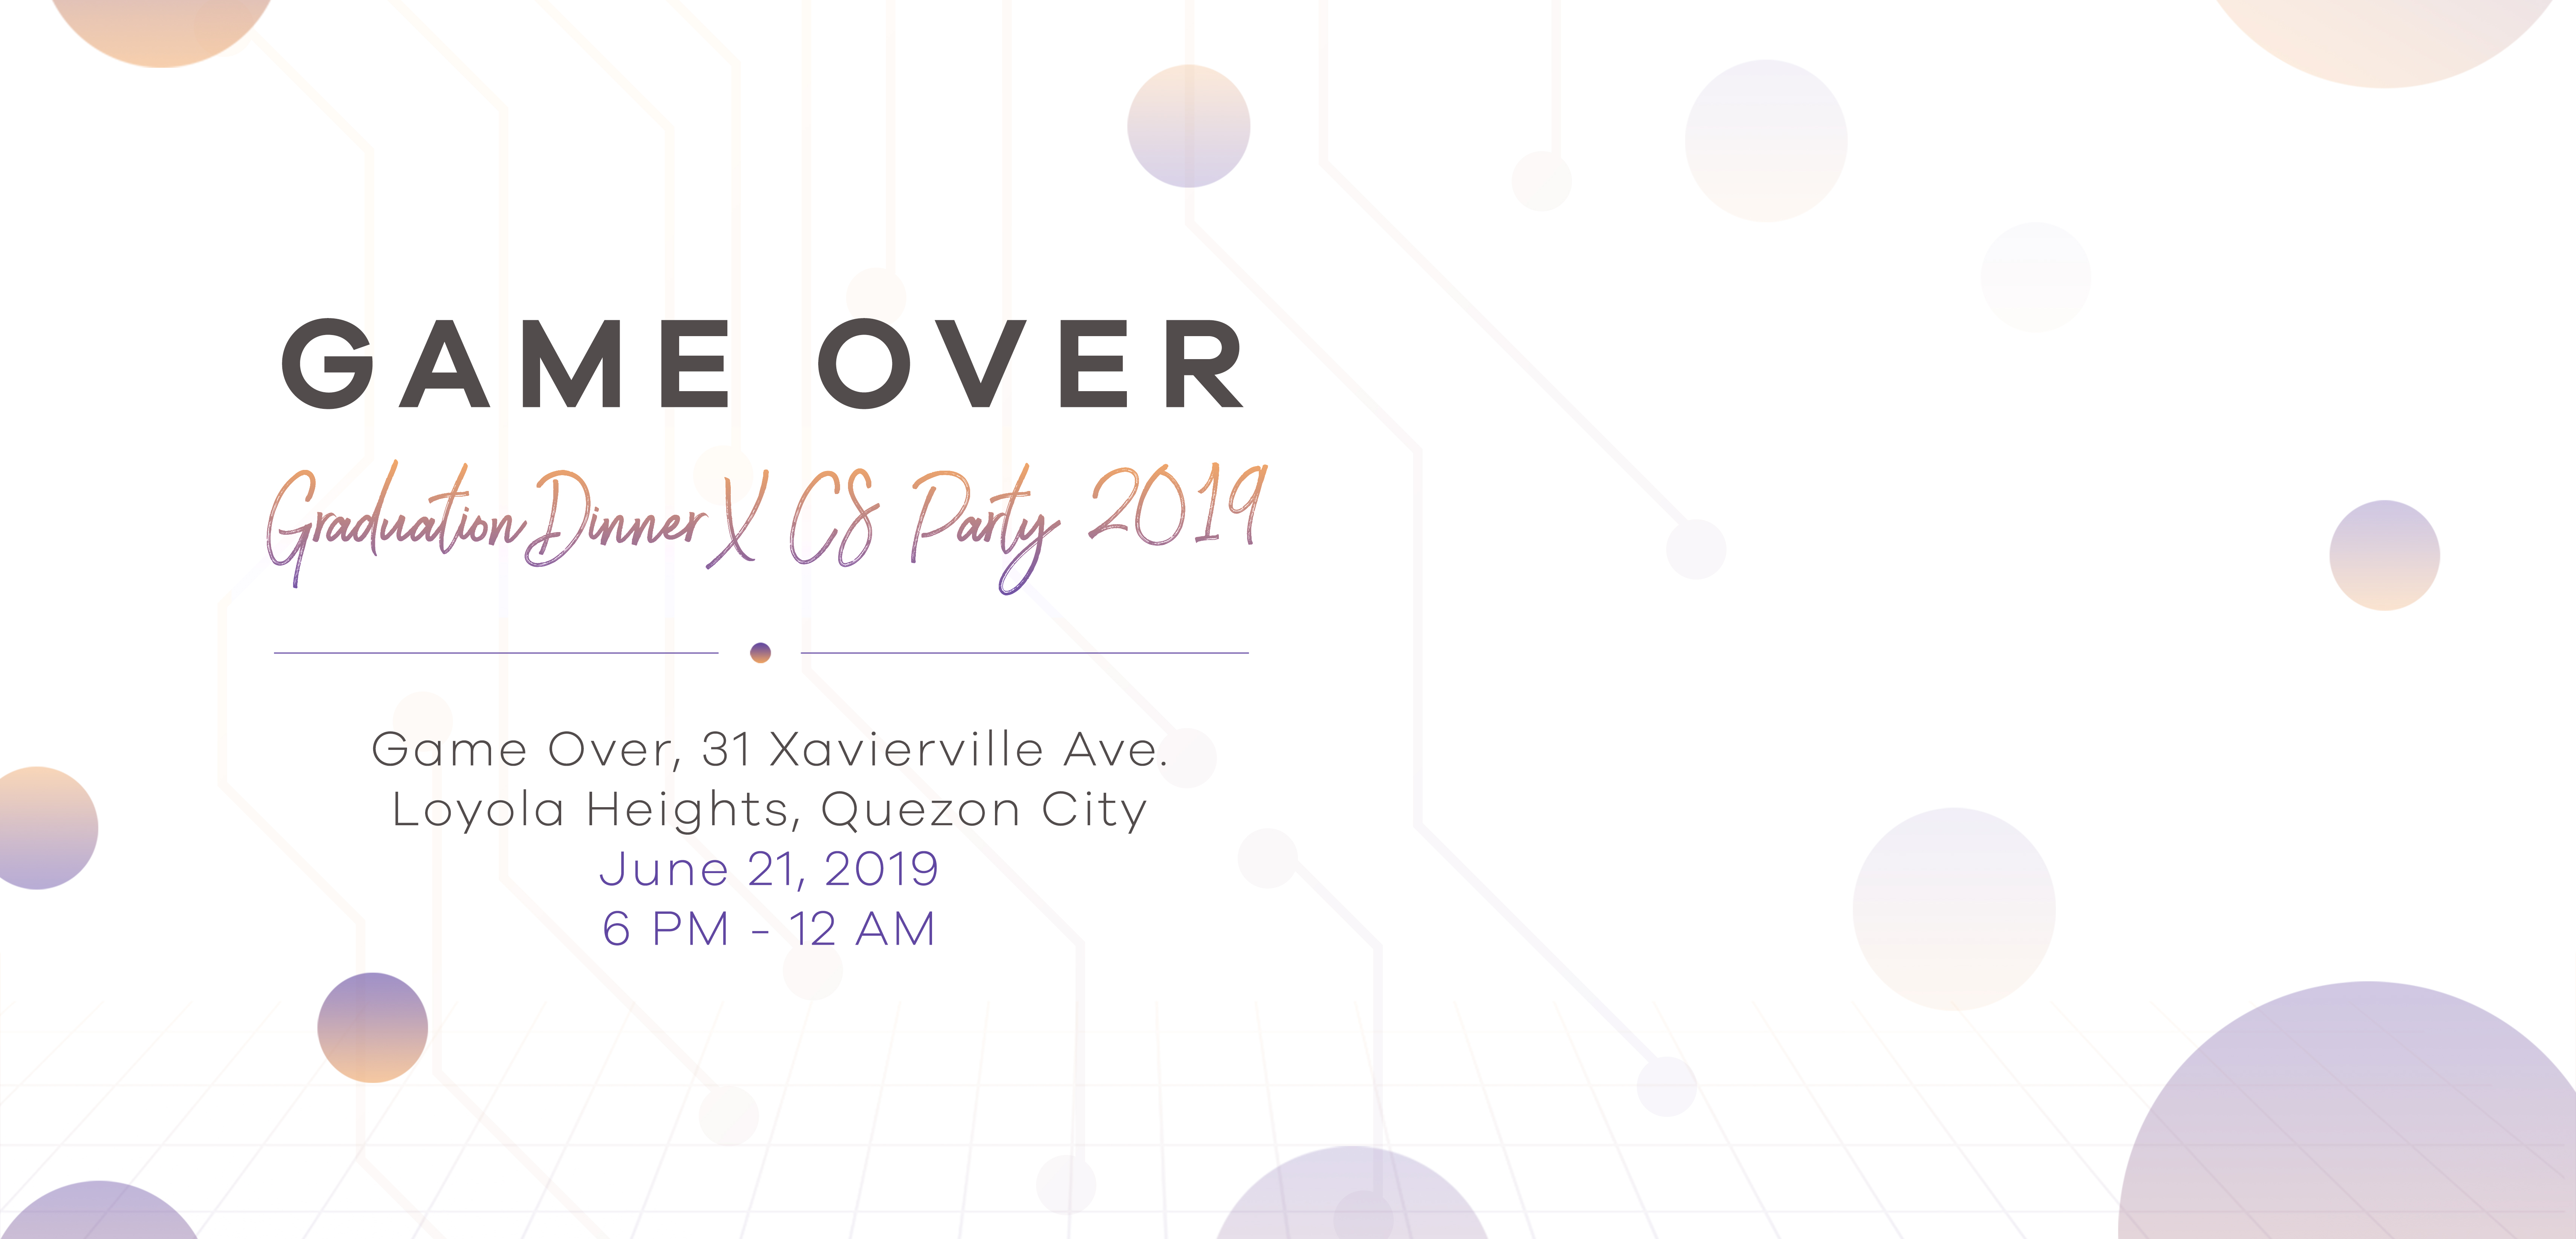 GAME OVER
Graduation Dinner X CS Party 2019
Game Over, 31 Xavierville Ave.
Loyola Heights, Quezon City
June 21, 2019
6 PM - 12 AM